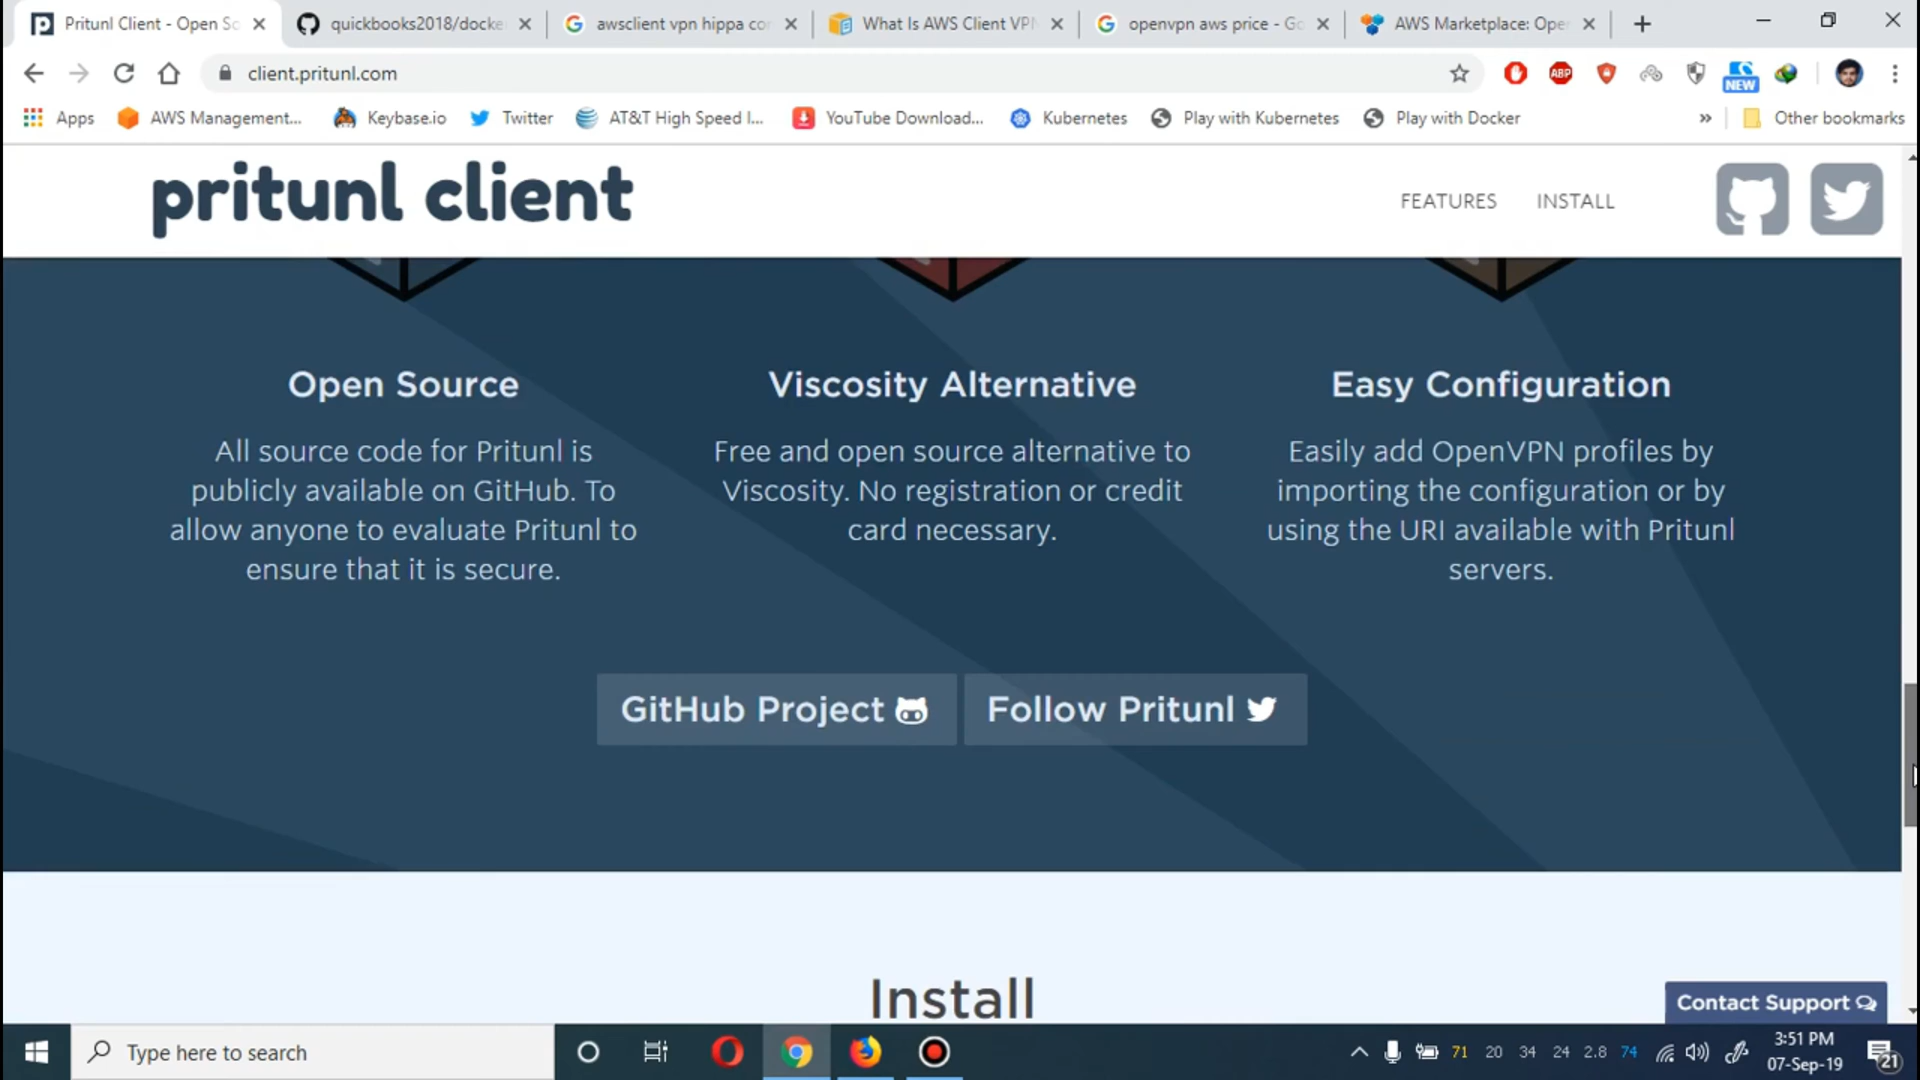 Pritunl Client - Open So
quickbooks2018/docke
awsclient vpn hippa co
What Is AWS Client VPN
openvpn aws price - Go
AWS Marketplace: Ope
client.pritunl.com
ABP
NEW
Apps
AWS Management...
Keybase.io
Twitter
AT&T High Speed I...
YouTube Download...
Kubernetes
Play with Kubernetes
Play with Docker
»
Other bookmarks
pritunl client
FEATURES
INSTALL
Open Source
All source code for Pritunl is
publicly available on GitHub. To
allow anyone to evaluate Pritunl to
ensure that it is secure.
Viscosity Alternative
Free and open source alternative to
Viscosity. No registration or credit
card necessary.
Easy Configuration
Easily add OpenVPN profiles by
importing the configuration or by
using the URI available with Pritunl
servers.
GitHub Project
Follow Pritunl
Install
Contact Support
Type here to search
71 20 34 24 2.8 74
3:51 PM
07-Sep-19
21